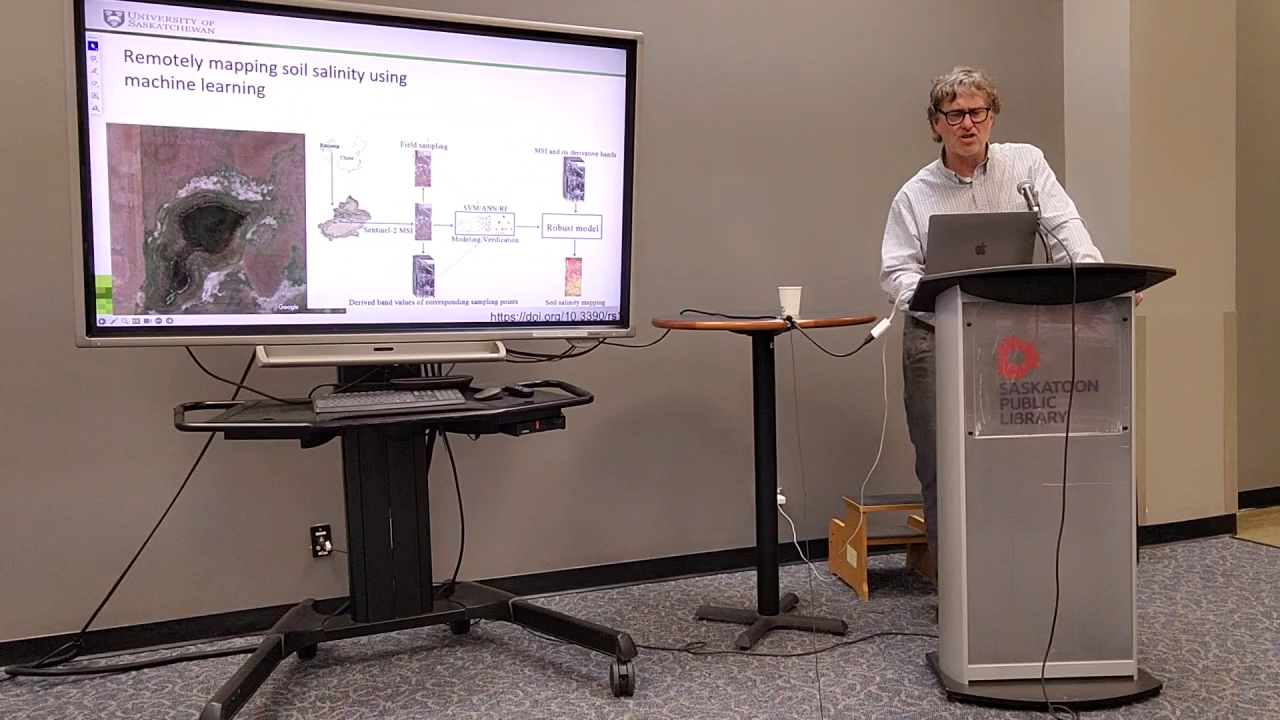 UNIVERSITY OF
SASKATCHEWAN
Remotely mapping soil salinity using
machine learning
China
Field sampling
MSI and its derivative bands
SVM/ANN/RF
Sentinel-2 MSI
Robust model
Modeling/Verification
Derived band values of corresponding sampling points
Soil salinity mapping
Google
https://doi.org/10.3390/rs
SASKATOON
PUBLIC
LIBRARY